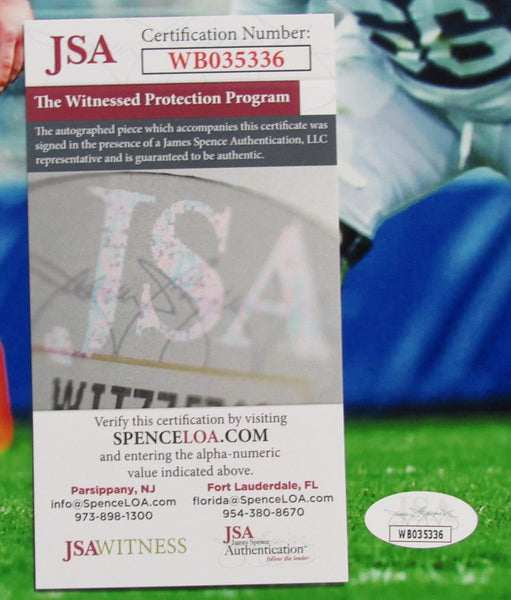 JSA
Certification Number:
WB035336
The Witnessed Protection Program
The autographed piece which accompanies this certificate was
signed in the presence of a James Spence Authentication, LLC
representative and is guaranteed to be authentic.
JSA
Verify this certification by visiting
SPENCELOA.COM
and entering the alpha-numeric
value indicated above.
Parsippany, NJ
info@SpenceLOA.com
973-898-1300
Fort Lauderdale, FL
florida@SpenceLOA.com
954-380-8670
JSAWITNESS
JSA
James Spence
Authentication
follow the leader
WB035336